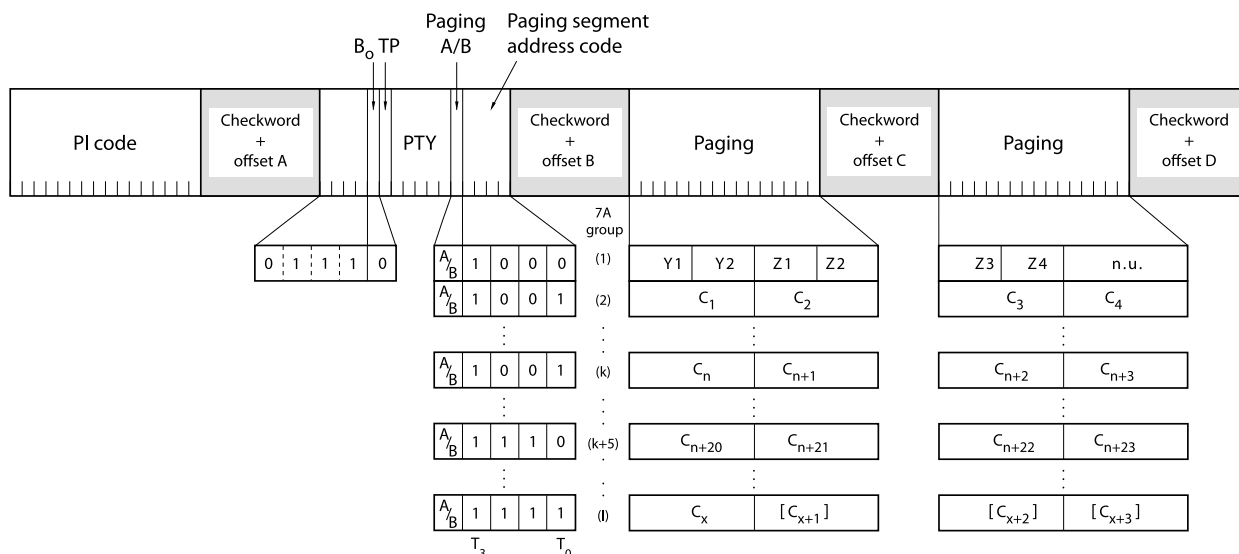 Paging Paging segment
B₀ TP A/B address code
PI code Checkword + offset A PTY Checkword + offset B Paging Checkword + offset C Paging Checkword + offset D
7A group
0 1 1 1 0 A/B 1 0 0 0 (1) Y1 Y2 Z1 Z2 Z3 Z4 n.u.
A/B 1 0 0 1 (2) C₁ C₂ C₃ C₄
A/B 1 0 0 1 (k) Cₙ Cₙ₊₁ Cₙ₊₂ Cₙ₊₃
A/B 1 1 1 0 (k+5) Cₙ₊₂₀ Cₙ₊₂₁ Cₙ₊₂₂ Cₙ₊₂₃
A/B 1 1 1 1 (l) Cₓ [Cₓ₊₁] [Cₓ₊₂] [Cₓ₊₃]
T₃ T₀